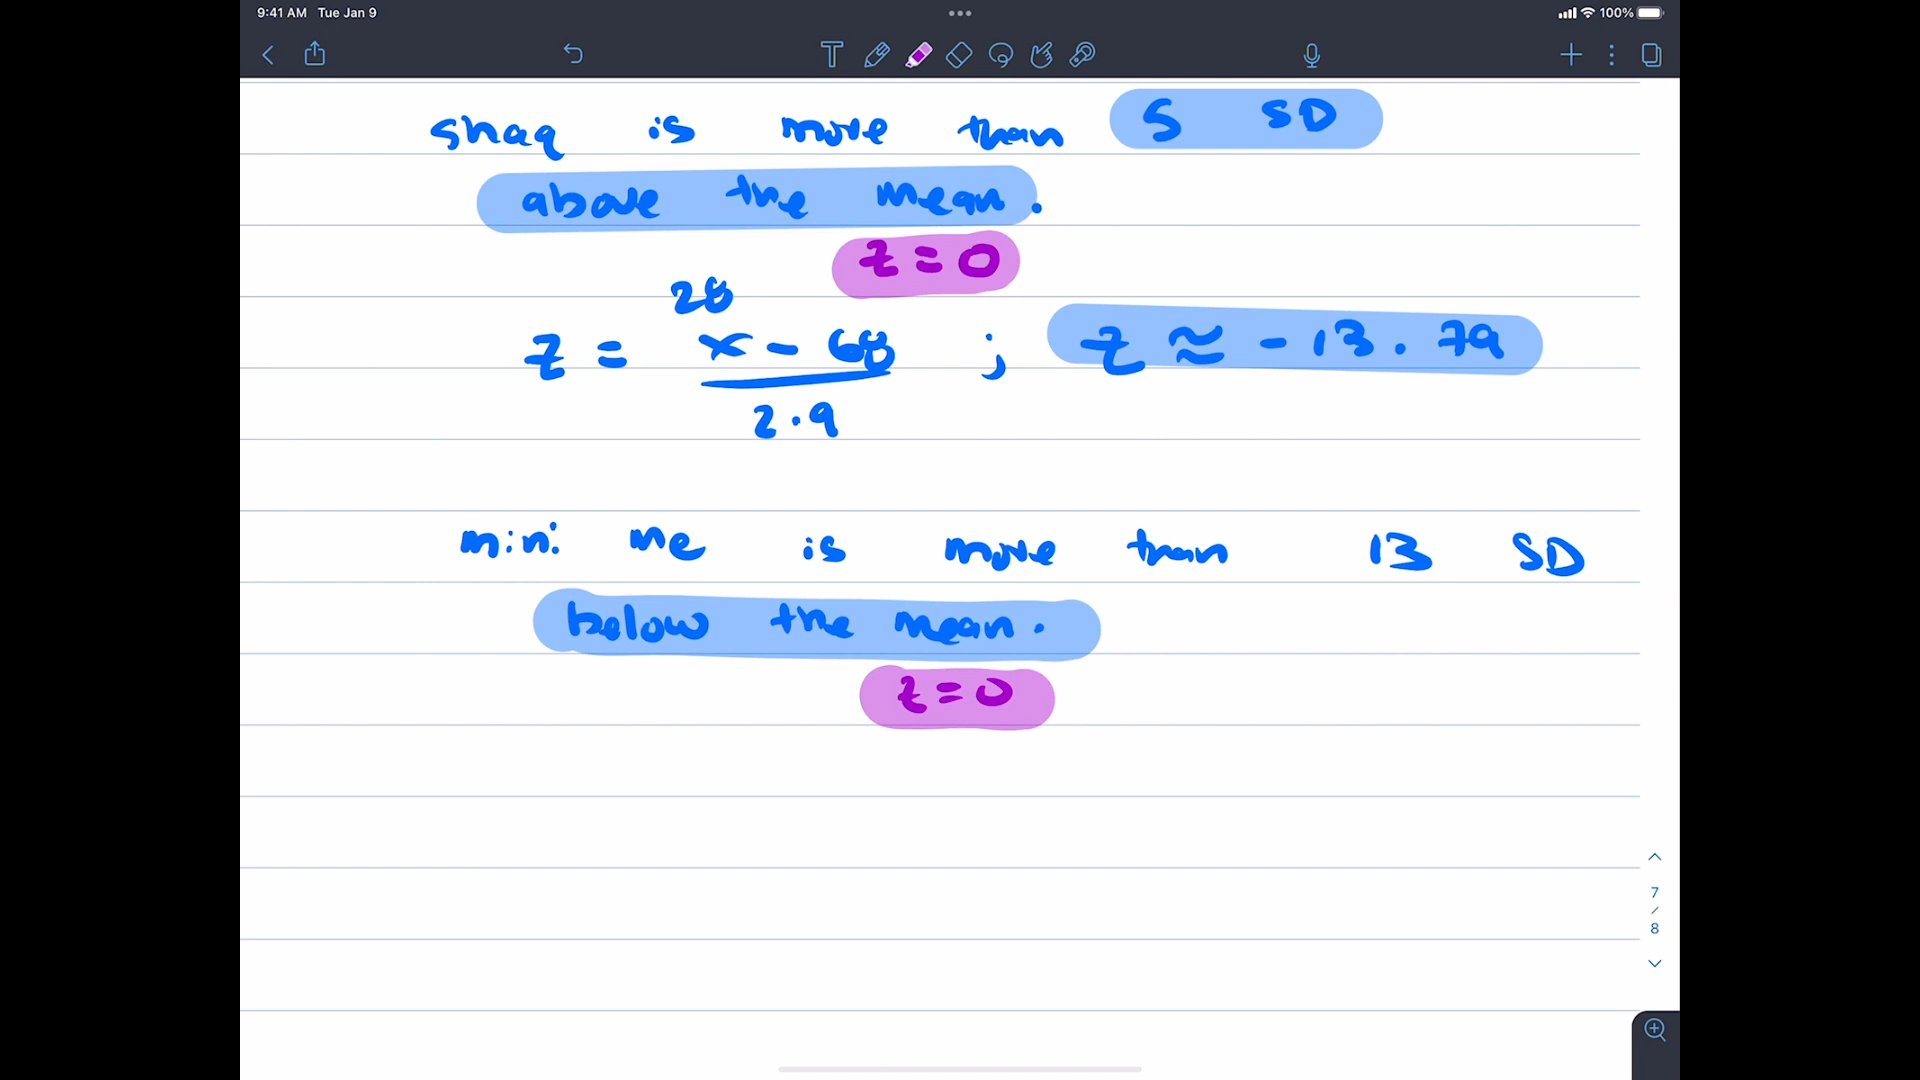 9:41 AM Tue Jan 9
100%
Shaq is more than 5 SD
above the mean.
z = 0
28
z = x - 68 ; z ≈ -13.79
2.9
mini me is more than 13 SD
below the mean.
z = 0
7
/
8